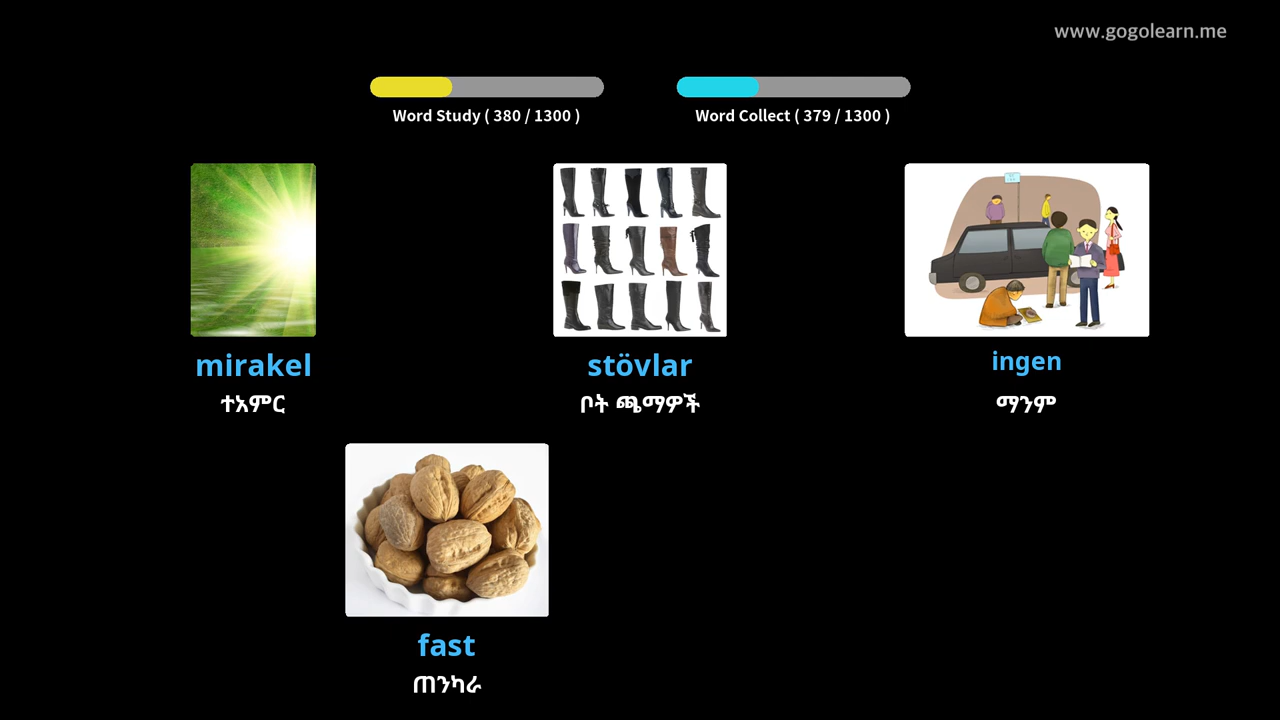 www.gogolearn.me
Word Study ( 380 / 1300 )
Word Collect ( 379 / 1300 )
mirakel
ተአምር
stövlar
ቦት ጫማዎች
ingen
ማንም
fast
ጠንካራ